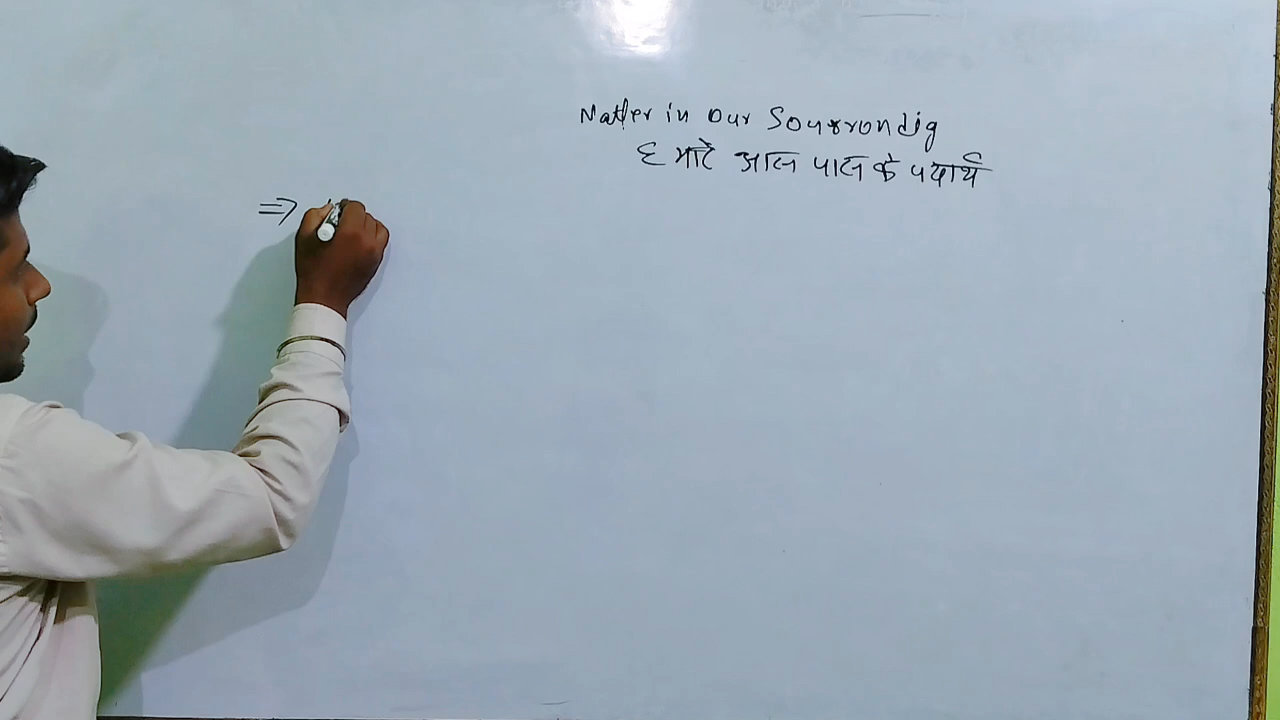 Matter in Our Sourrondig
हमारे आस पास के पदार्थ
⇒